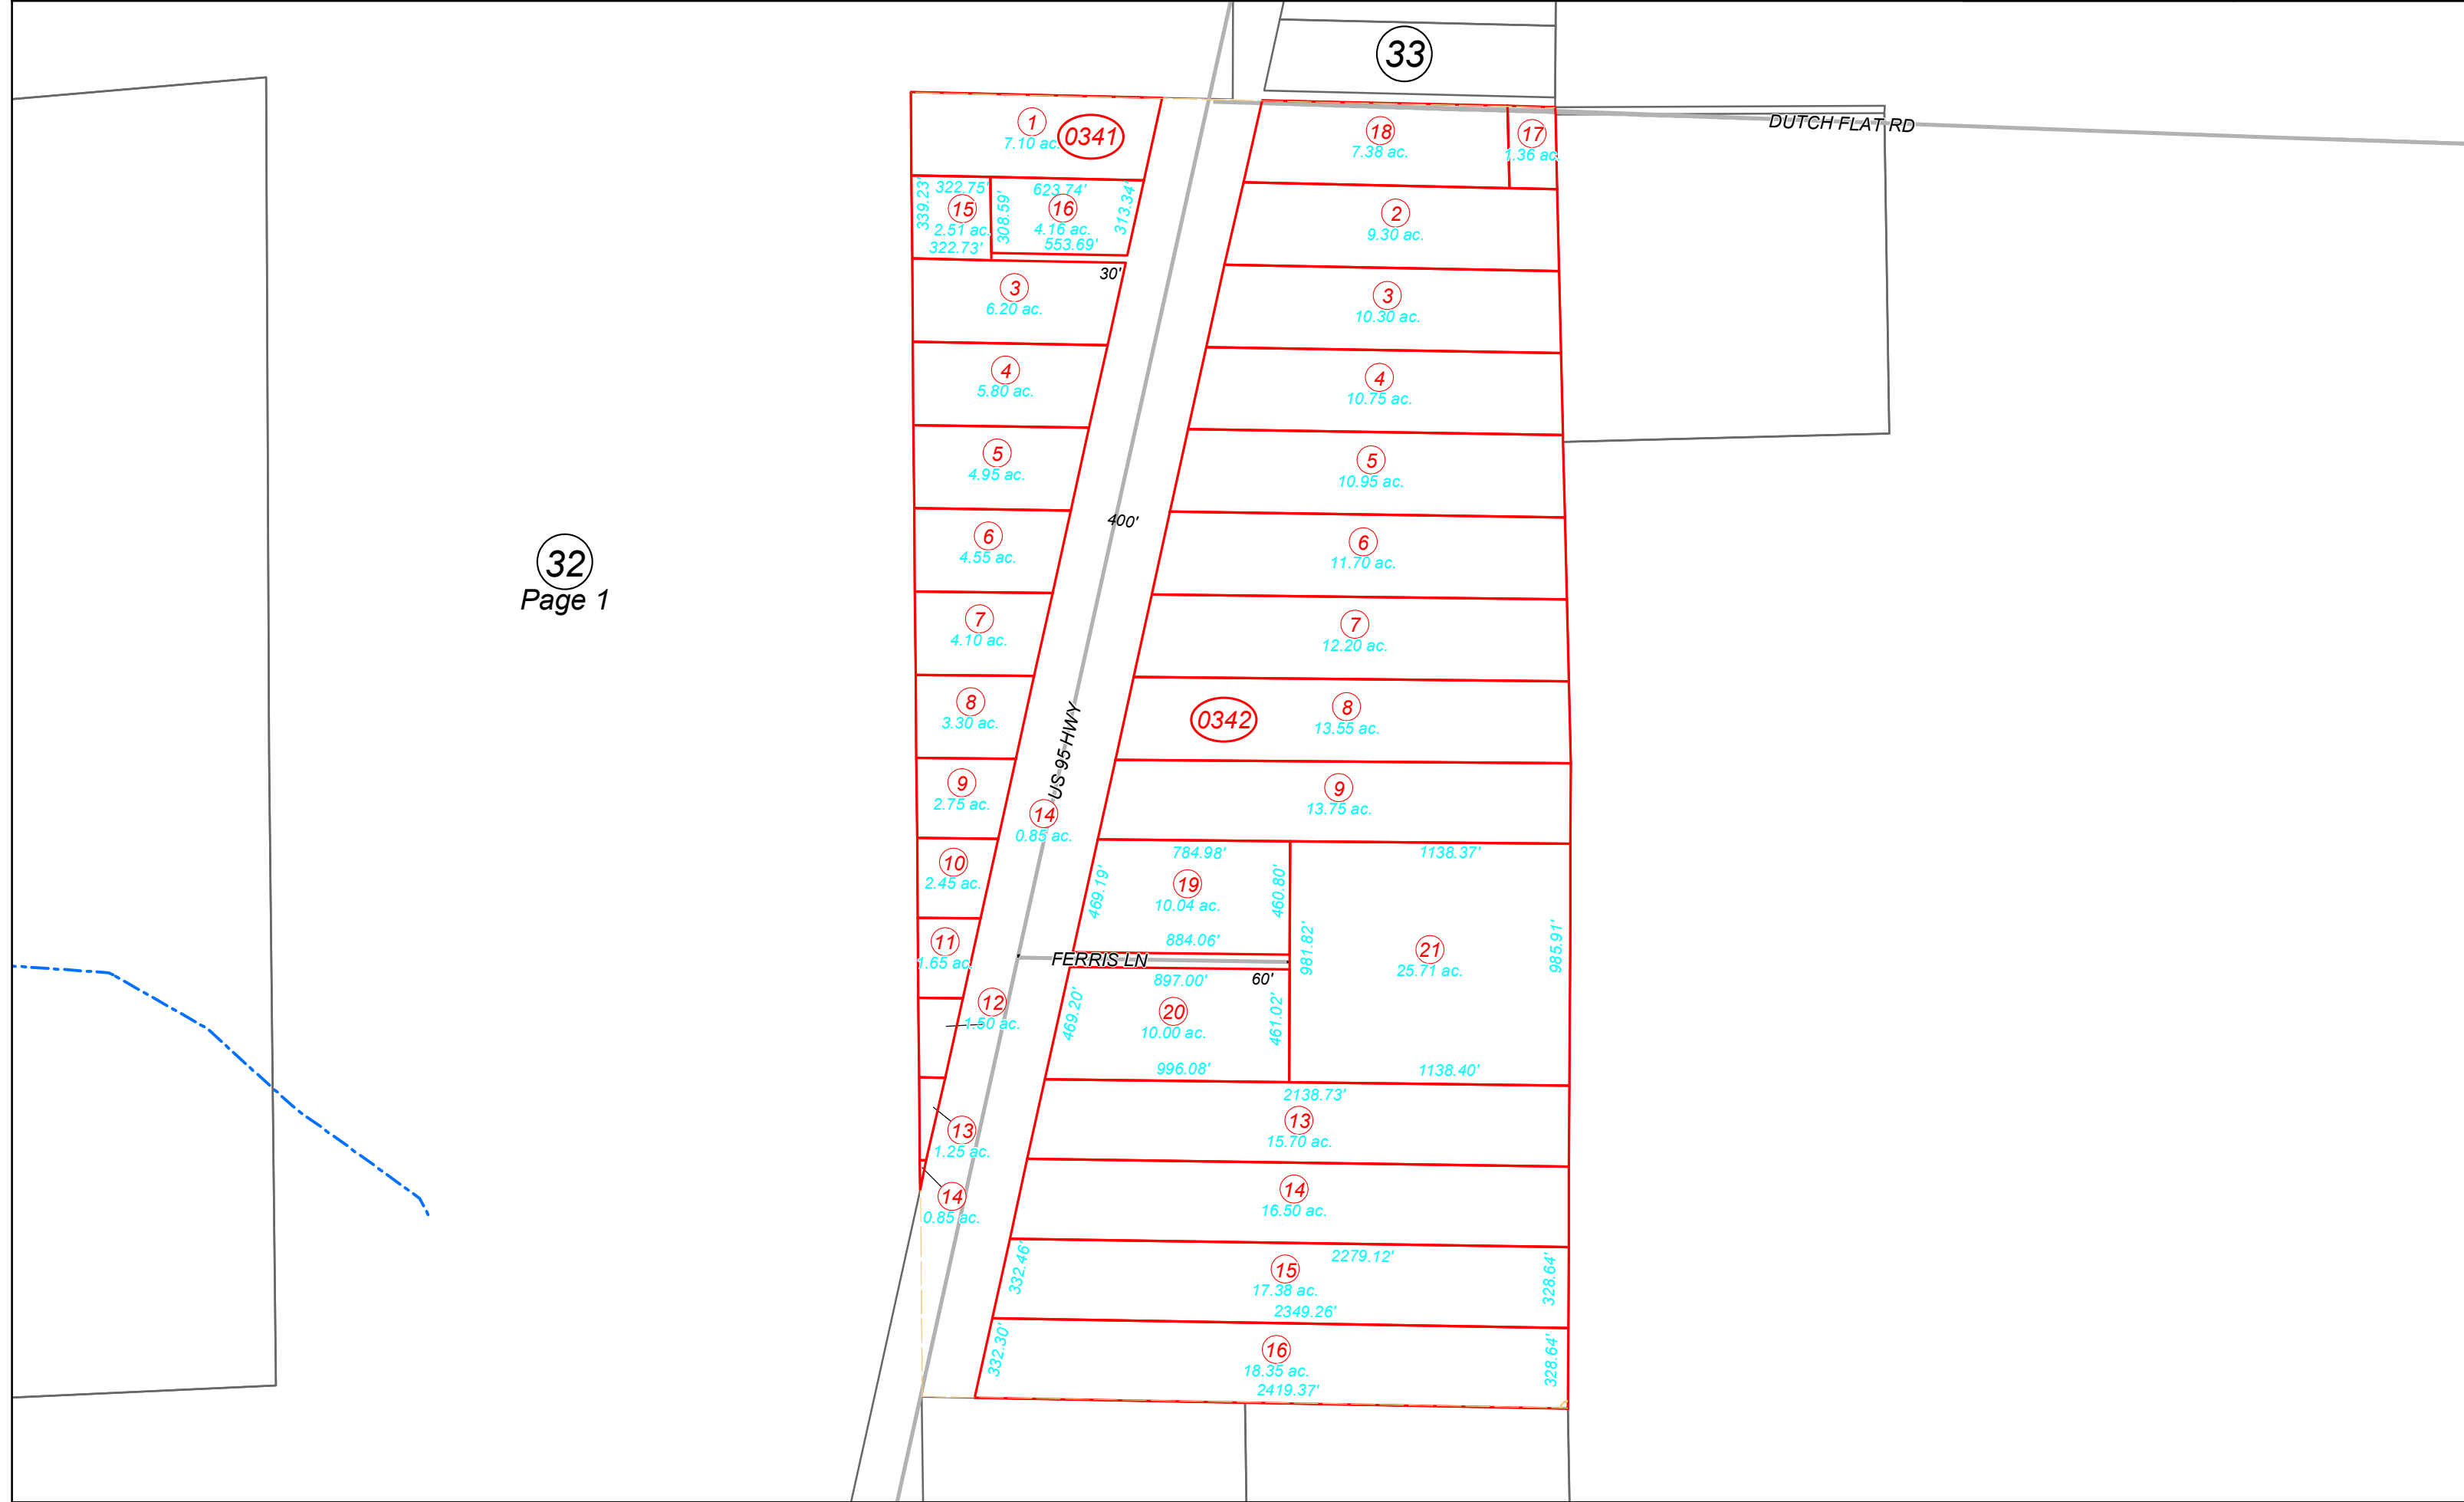 33
DUTCH FLAT RD
1
7.10 ac.
0341
18
7.38 ac.
17
1.36 ac.
339.23'
322.75'
15
2.51 ac.
322.73'
308.59'
623.74'
16
4.16 ac.
553.69'
313.34'
2
9.30 ac.
30'
3
6.20 ac.
3
10.30 ac.
4
5.80 ac.
4
10.75 ac.
5
4.95 ac.
5
10.95 ac.
400'
32
Page 1
6
4.55 ac.
6
11.70 ac.
7
4.10 ac.
7
12.20 ac.
8
3.30 ac.
0342
8
13.55 ac.
US 95 HWY
9
2.75 ac.
14
0.85 ac.
9
13.75 ac.
10
2.45 ac.
784.98'
469.19'
19
10.04 ac.
460.80'
884.06'
1138.37'
981.82'
21
25.71 ac.
985.91'
1138.40'
11
1.65 ac.
FERRIS LN
60'
12
1.50 ac.
897.00'
469.20'
20
10.00 ac.
461.02'
996.08'
13
1.25 ac.
2138.73'
13
15.70 ac.
14
0.85 ac.
14
16.50 ac.
332.46'
2279.12'
15
17.38 ac.
328.64'
2349.26'
332.30'
16
18.35 ac.
328.64'
2419.37'